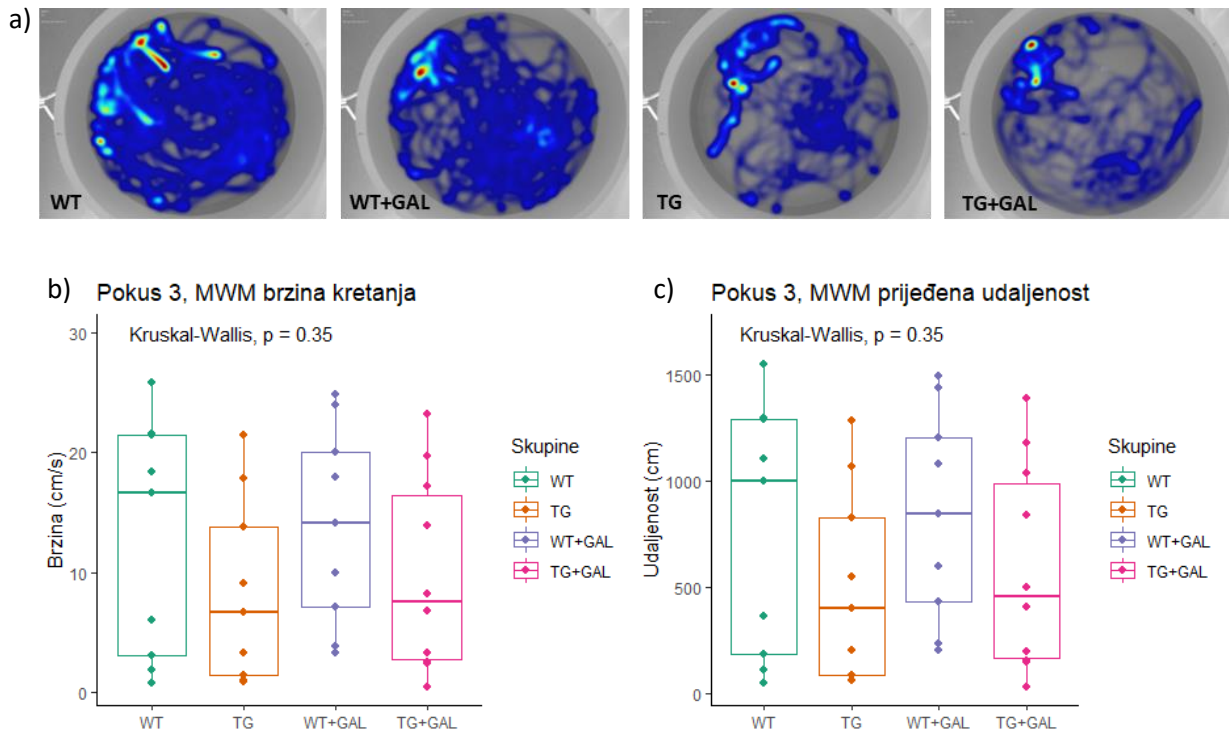 a)
WT
WT+GAL
TG
TG+GAL
b)
Pokus 3, MWM brzina kretanja
Kruskal-Wallis, p = 0.35
30
20
10
0
Brzina (cm/s)
WT
TG
WT+GAL
TG+GAL
Skupine
WT
TG
WT+GAL
TG+GAL
c)
Pokus 3, MWM prijeđena udaljenost
Kruskal-Wallis, p = 0.35
1500
1000
500
0
Udaljenost (cm)
WT
TG
WT+GAL
TG+GAL
Skupine
WT
TG
WT+GAL
TG+GAL